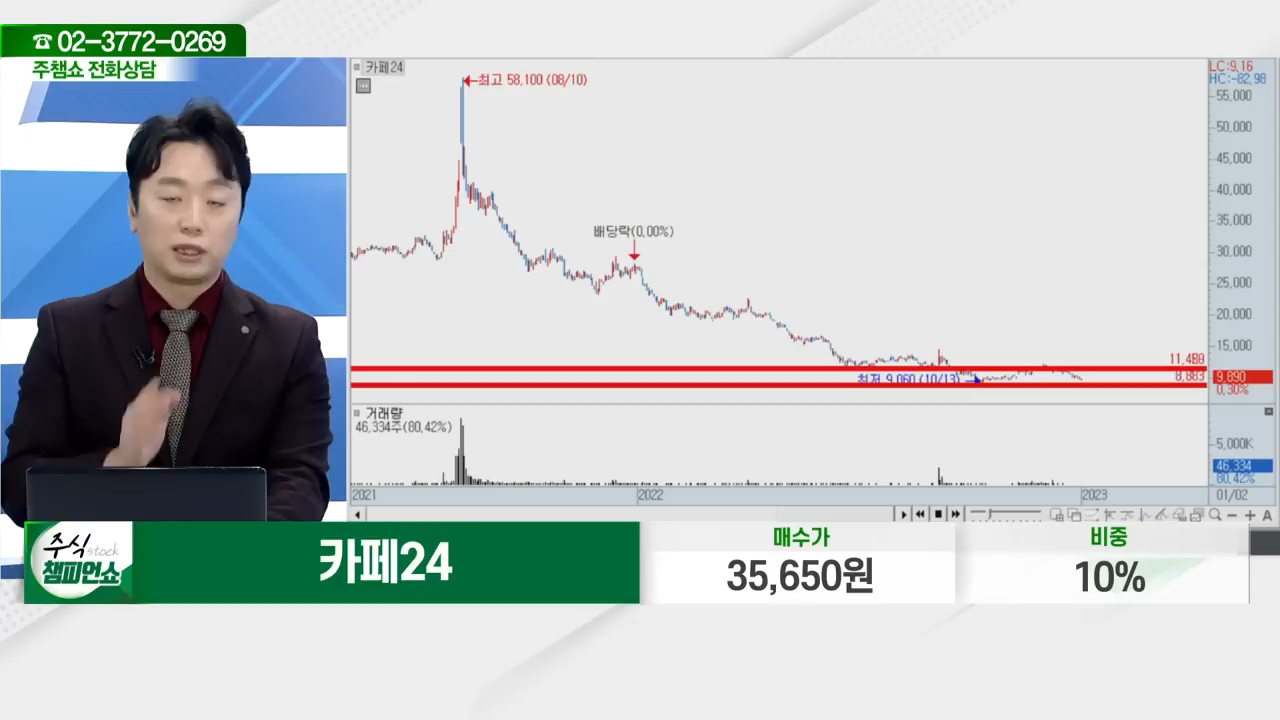 ☎ 02-3772-0269
주챔쇼 전화상담
카페24
최고 58,100 (08/10)
배당락(0,00%)
최저 9,060 (10/13)
11,489
8,883
LC:9,16
HC:-82,98
55,000
50,000
45,000
40,000
35,000
30,000
25,000
20,000
15,000
9,890
0,30%
거래량
46,334주(80,42%)
5,000K
46,334
80,42%
2021
2022
2023
01/02
A
주식 stock
챔피언쇼
카페24
매수가
35,650원
비중
10%